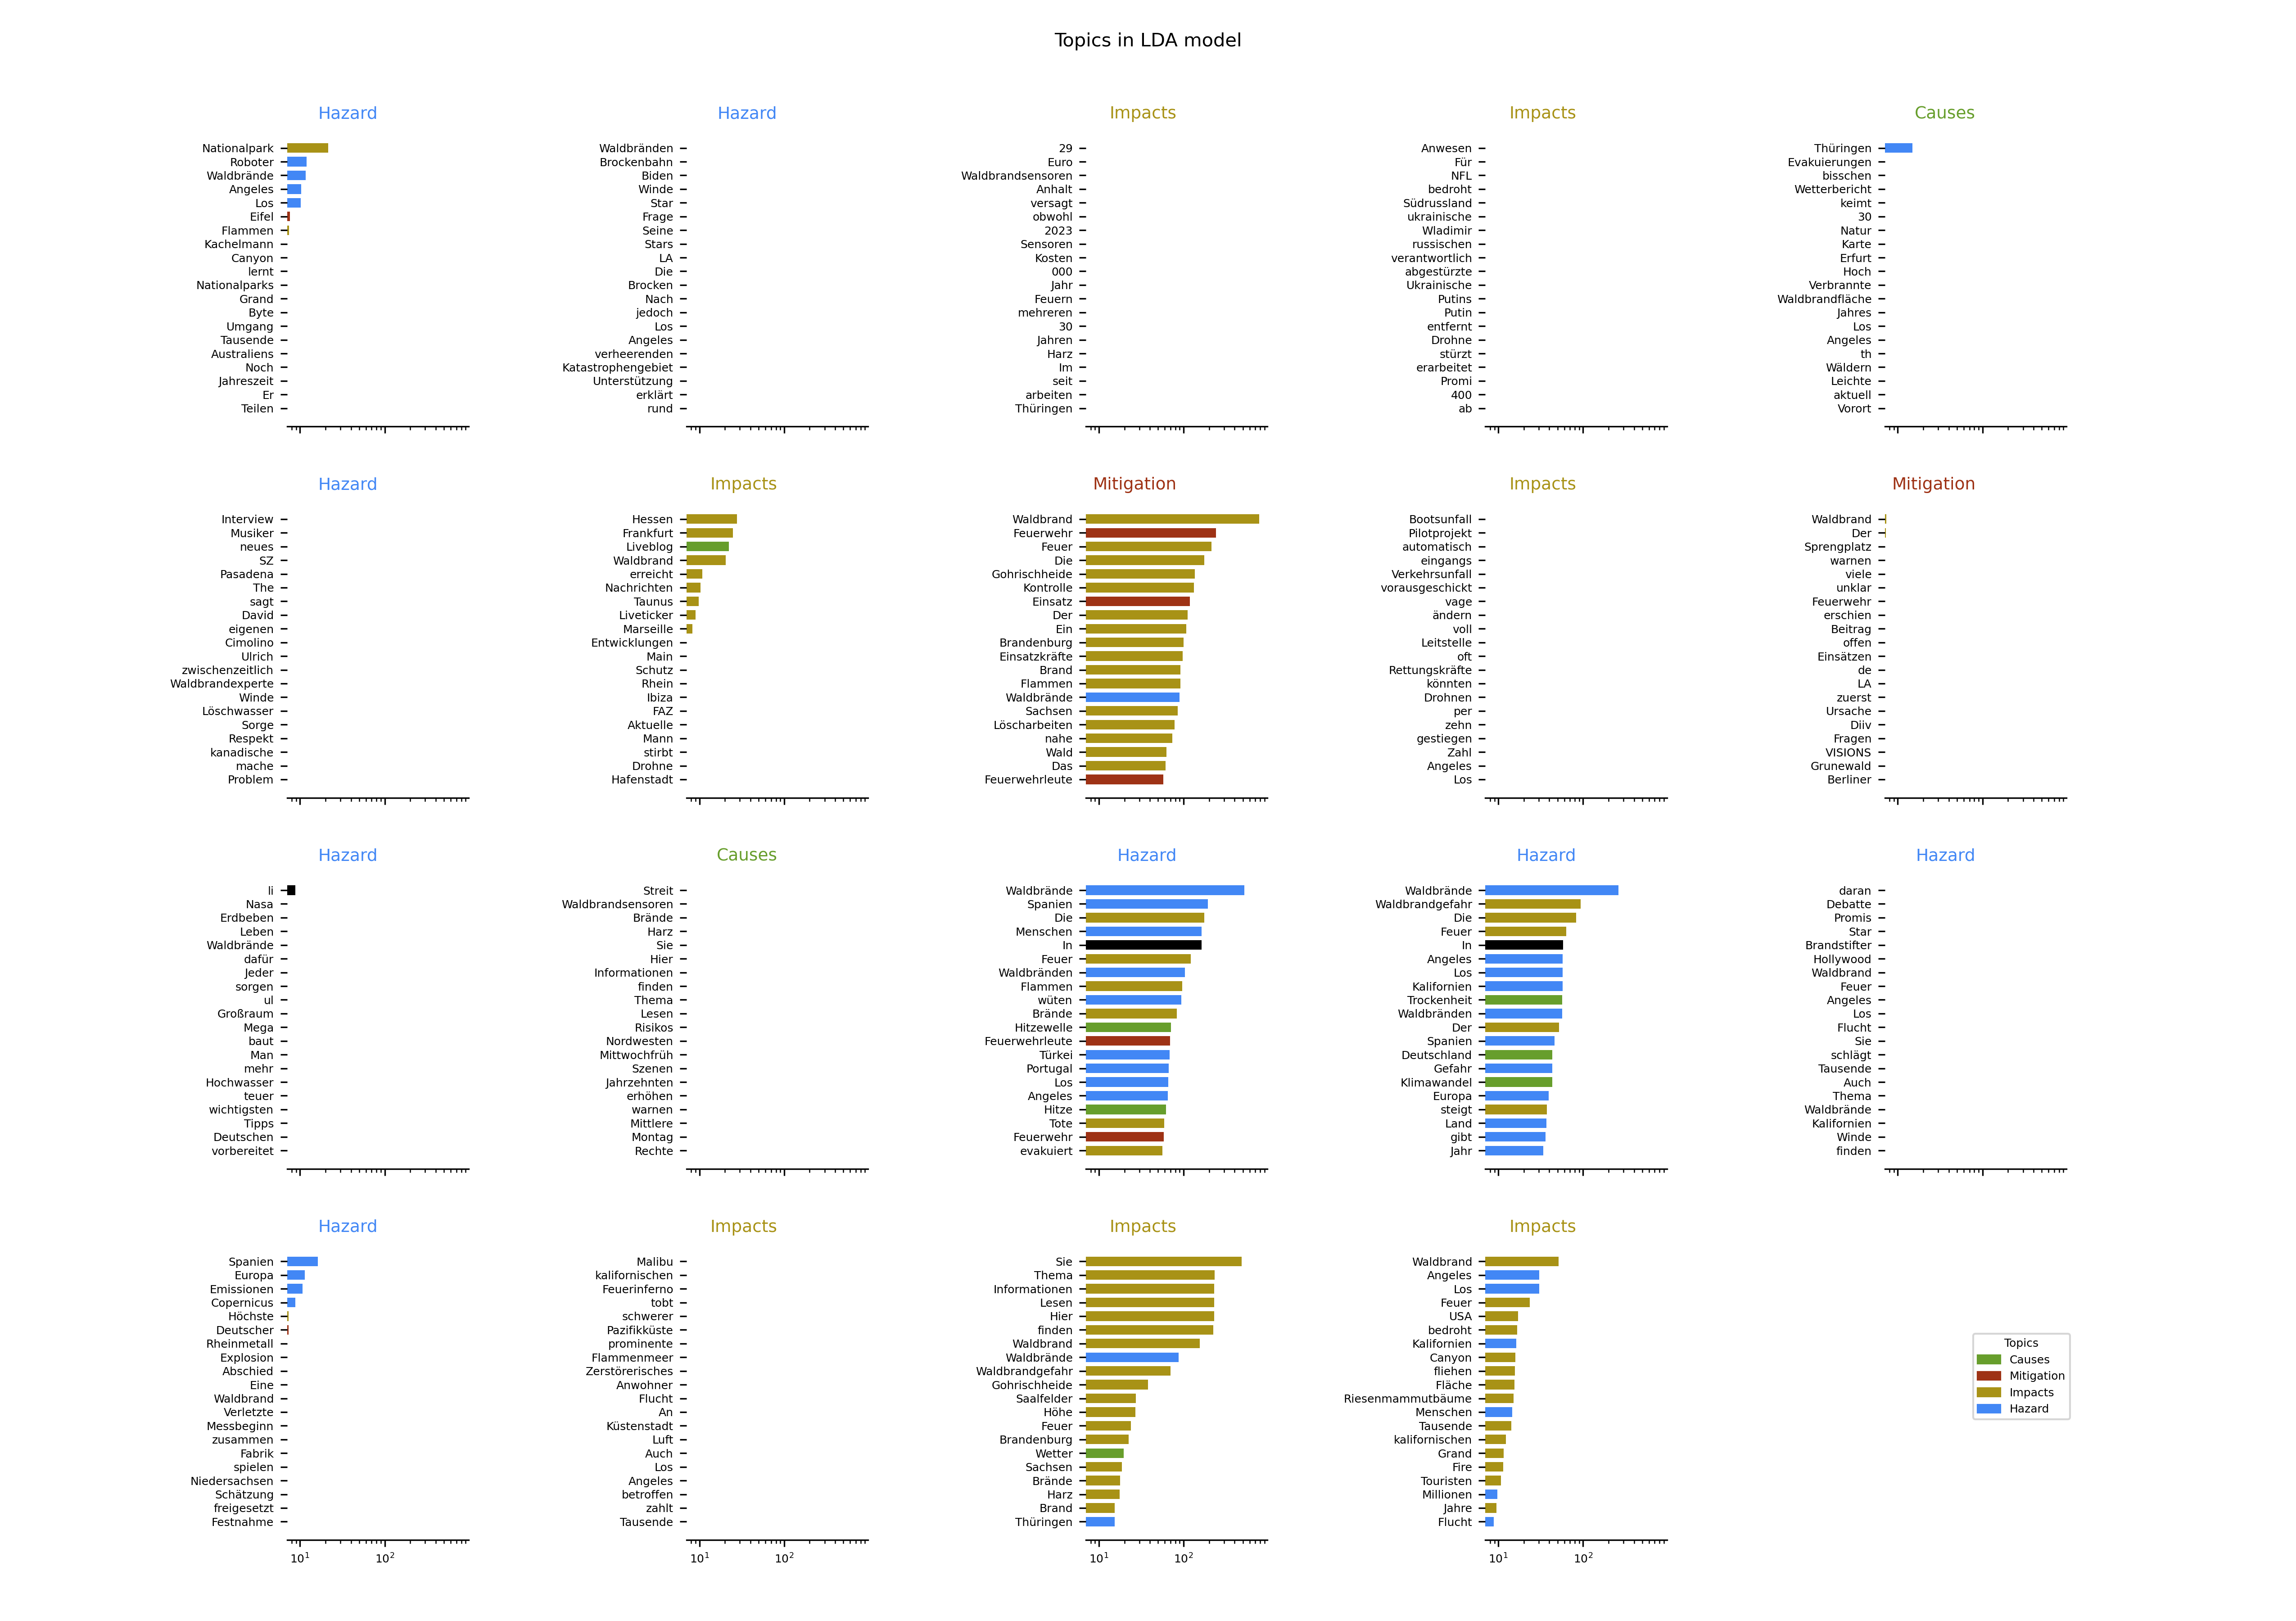 Topics in LDA model
Hazard
Nationalpark
Roboter
Waldbrände
Angeles
Los
Eifel
Flammen
Kachelmann
Canyon
lernt
Nationalparks
Grand
Byte
Umgang
Tausende
Australiens
Noch
Jahreszeit
Er
Teilen
Hazard
Waldbränden
Brockenbahn
Biden
Winde
Star
Frage
Seine
Stars
LA
Die
Brocken
Nach
jedoch
Los
Angeles
verheerenden
Katastrophengebiet
Unterstützung
erklärt
rund
Impacts
29
Euro
Waldbrandsensoren
Anhalt
versagt
obwohl
2023
Sensoren
Kosten
000
Jahr
Feuern
mehreren
30
Jahren
Harz
Im
seit
arbeiten
Thüringen
Impacts
Anwesen
Für
NFL
bedroht
Südrussland
ukrainische
Wladimir
russischen
verantwortlich
abgestürzte
Ukrainische
Putins
Putin
entfernt
Drohne
stürzt
erarbeitet
Promi
400
ab
Causes
Thüringen
Evakuierungen
bisschen
Wetterbericht
keimt
30
Natur
Karte
Erfurt
Hoch
Verbrannte
Waldbrandfläche
Jahres
Los
Angeles
th
Wäldern
Leichte
aktuell
Vorort
Hazard
Interview
Musiker
neues
SZ
Pasadena
The
sagt
David
eigenen
Cimolino
Ulrich
zwischenzeitlich
Waldbrandexperte
Winde
Löschwasser
Sorge
Respekt
kanadische
mache
Problem
Impacts
Hessen
Frankfurt
Liveblog
Waldbrand
erreicht
Nachrichten
Taunus
Liveticker
Marseille
Entwicklungen
Main
Schutz
Rhein
Ibiza
FAZ
Aktuelle
Mann
stirbt
Drohne
Hafenstadt
Mitigation
Waldbrand
Feuerwehr
Feuer
Die
Gohrischheide
Kontrolle
Einsatz
Der
Ein
Brandenburg
Einsatzkräfte
Brand
Flammen
Waldbrände
Sachsen
Löscharbeiten
nahe
Wald
Das
Feuerwehrleute
Impacts
Bootsunfall
Pilotprojekt
automatisch
eingangs
Verkehrsunfall
vorausgeschickt
vage
ändern
voll
Leitstelle
oft
Rettungskräfte
könnten
Drohnen
per
zehn
gestiegen
Zahl
Angeles
Los
Mitigation
Waldbrand
Der
Sprengplatz
warnen
viele
unklar
Feuerwehr
erschien
Beitrag
offen
Einsätzen
de
LA
zuerst
Ursache
Diiv
Fragen
VISIONS
Grunewald
Berliner
Hazard
li
Nasa
Erdbeben
Leben
Waldbrände
dafür
Jeder
sorgen
ul
Großraum
Mega
baut
Man
mehr
Hochwasser
teuer
wichtigsten
Tipps
Deutschen
vorbereitet
Causes
Streit
Waldbrandsensoren
Brände
Harz
Sie
Hier
Informationen
finden
Thema
Lesen
Risikos
Nordwesten
Mittwochfrüh
Szenen
Jahrzehnten
erhöhen
warnen
Mittlere
Montag
Rechte
Hazard
Waldbrände
Spanien
Die
Menschen
In
Feuer
Waldbränden
Flammen
wüten
Brände
Hitzewelle
Feuerwehrleute
Türkei
Portugal
Los
Angeles
Hitze
Tote
Feuerwehr
evakuiert
Hazard
Waldbrände
Waldbrandgefahr
Die
Feuer
In
Angeles
Los
Kalifornien
Trockenheit
Waldbränden
Der
Spanien
Deutschland
Gefahr
Klimawandel
Europa
steigt
Land
gibt
Jahr
Hazard
daran
Debatte
Promis
Star
Brandstifter
Hollywood
Waldbrand
Feuer
Angeles
Los
Flucht
Sie
schlägt
Tausende
Auch
Thema
Waldbrände
Kalifornien
Winde
finden
Hazard
Spanien
Europa
Emissionen
Copernicus
Höchste
Deutscher
Rheinmetall
Explosion
Abschied
Eine
Waldbrand
Verletzte
Messbeginn
zusammen
Fabrik
spielen
Niedersachsen
Schätzung
freigesetzt
Festnahme
10¹ 10²
Impacts
Malibu
kalifornischen
Feuerinferno
tobt
schwerer
Pazifikküste
prominente
Flammenmeer
Zerstörerisches
Anwohner
Flucht
An
Küstenstadt
Luft
Auch
Los
Angeles
betroffen
zahlt
Tausende
10¹ 10²
Impacts
Sie
Thema
Informationen
Lesen
Hier
finden
Waldbrand
Waldbrände
Waldbrandgefahr
Gohrischheide
Saalfelder
Höhe
Feuer
Brandenburg
Wetter
Sachsen
Brände
Harz
Brand
Thüringen
10¹ 10²
Impacts
Waldbrand
Angeles
Los
Feuer
USA
bedroht
Kalifornien
Canyon
fliehen
Fläche
Riesenmammutbäume
Menschen
Tausende
kalifornischen
Grand
Fire
Touristen
Millionen
Jahre
Flucht
10¹ 10²
Topics
Causes
Mitigation
Impacts
Hazard